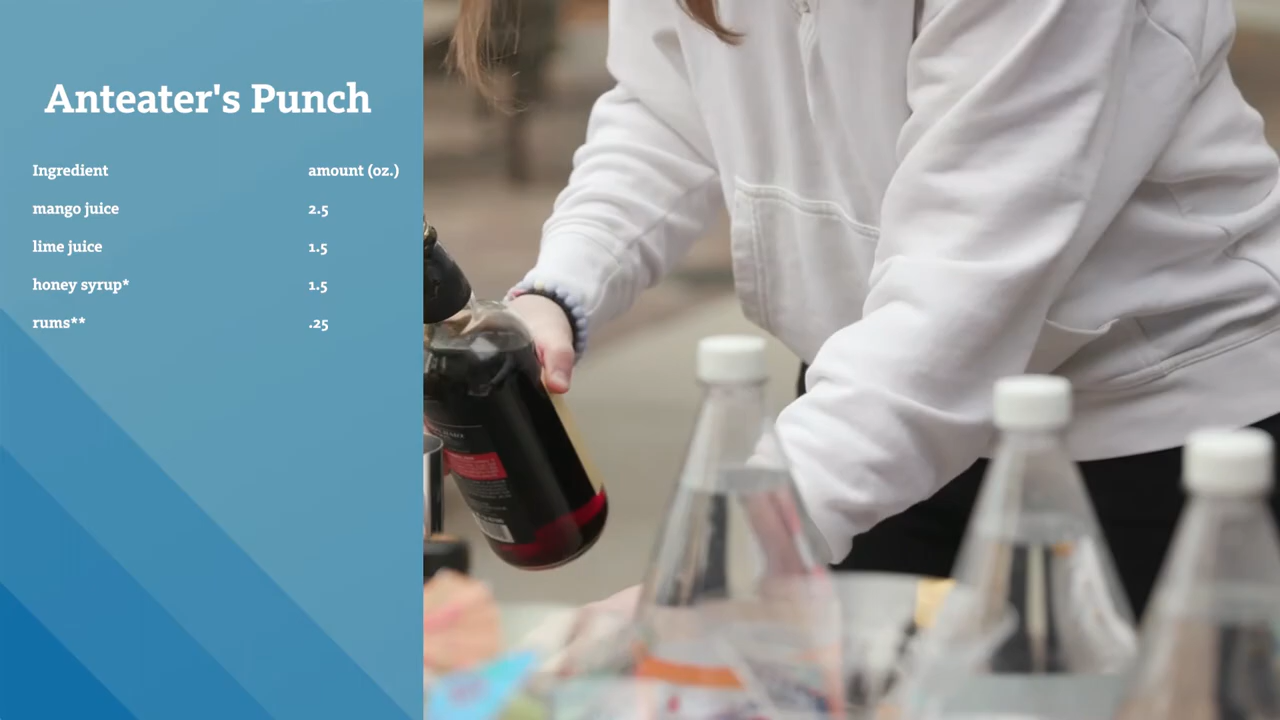 Anteater's Punch
Ingredient amount (oz.)
mango juice 2.5
lime juice 1.5
honey syrup* 1.5
rums** .25